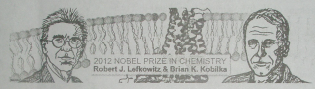 2012 NOBEL PRIZE IN CHEMISTRY
Robert J. Lefkowitz & Brian K. Kobilka